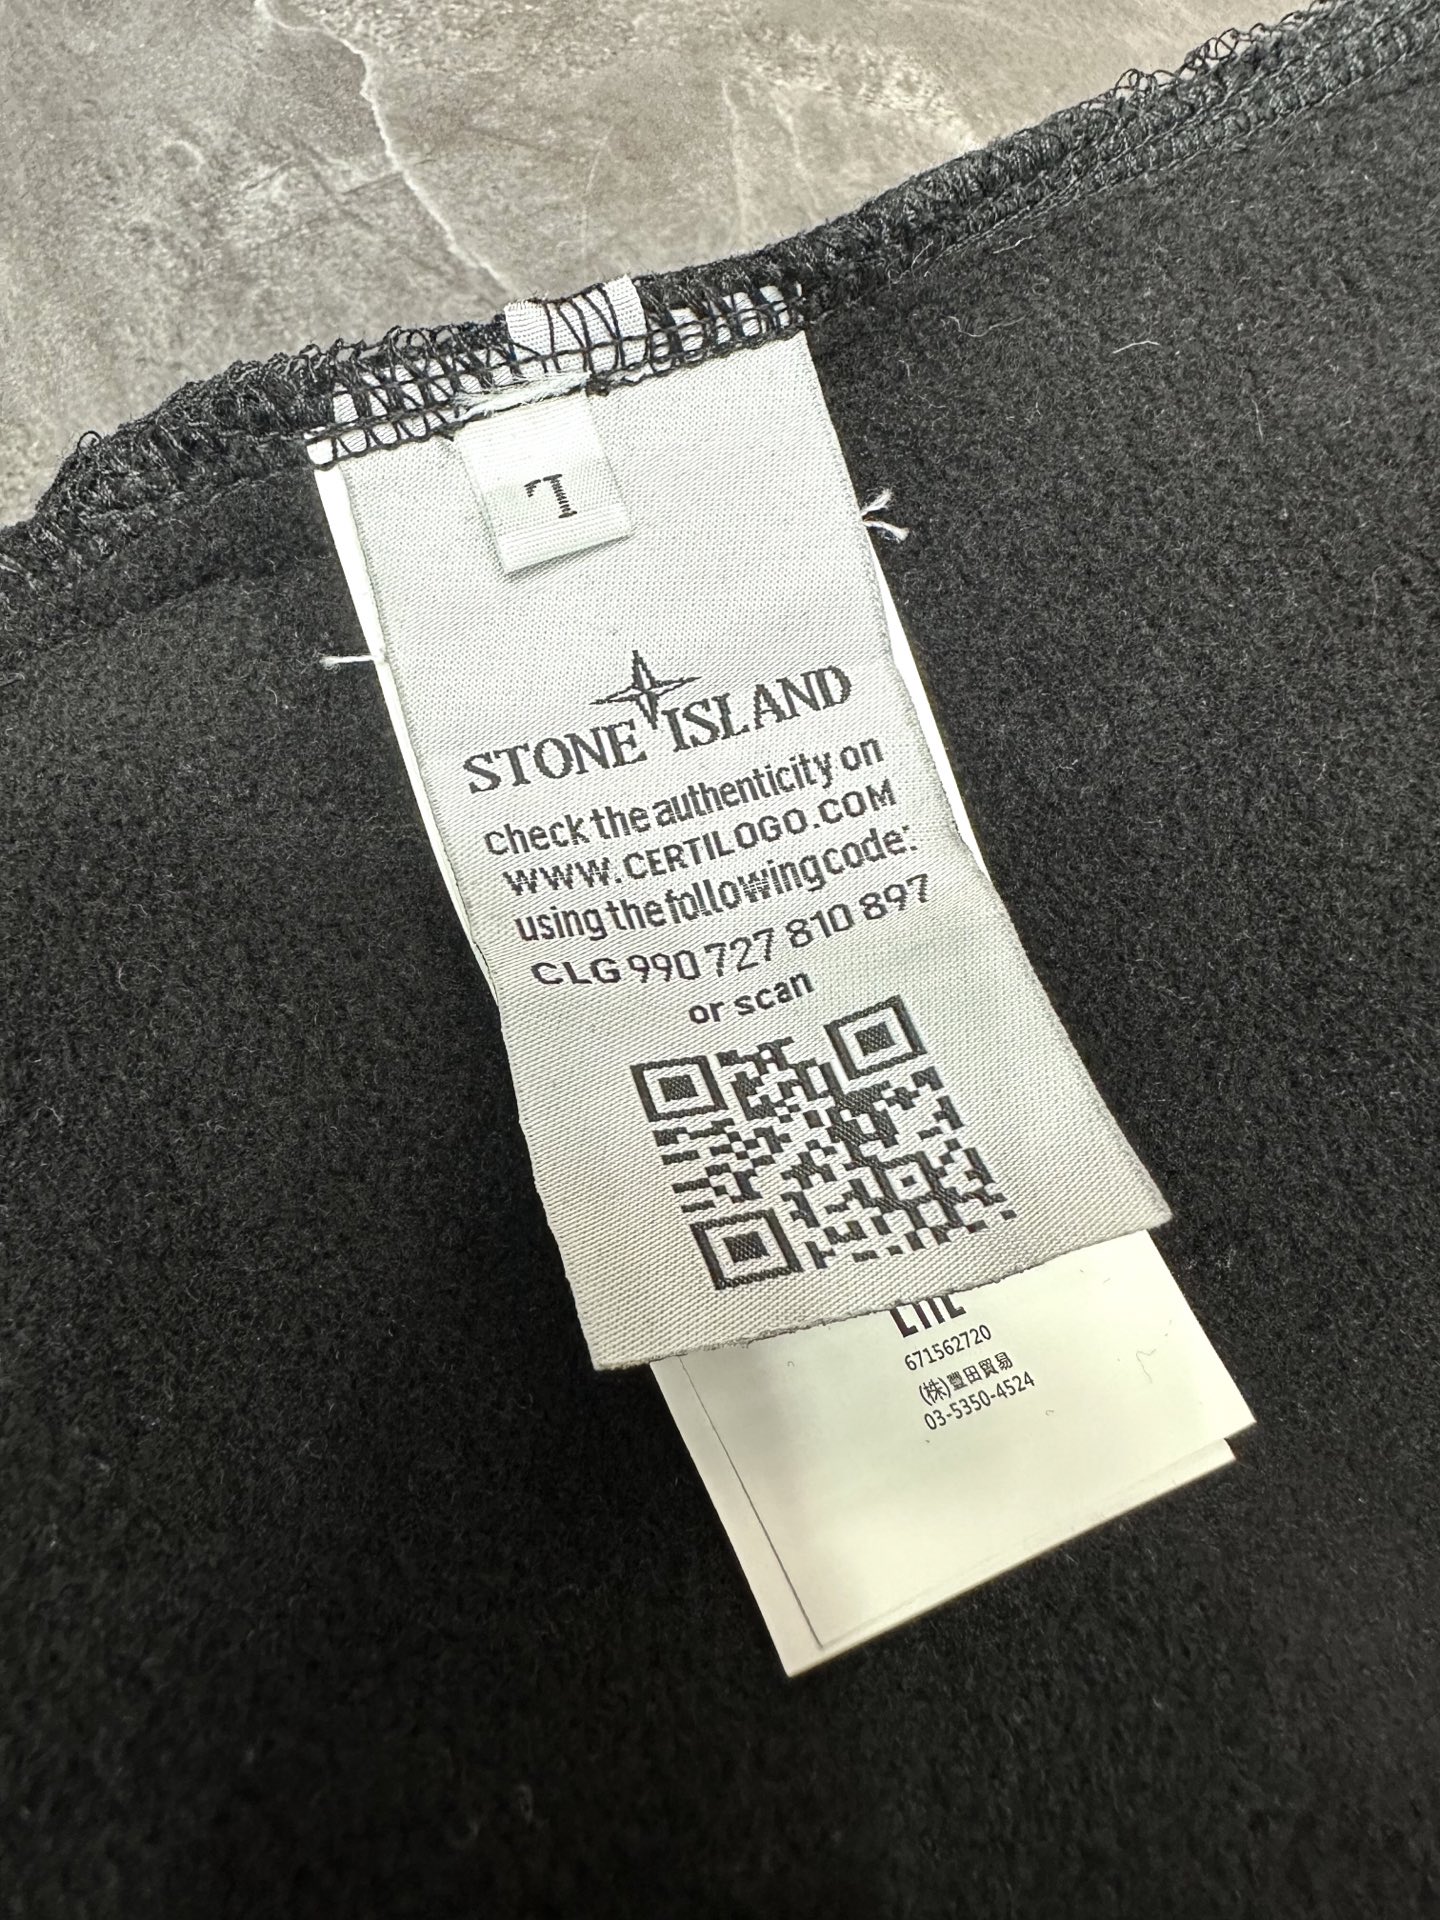 L
STONE ISLAND
check the authenticity on
WWW.CERTILOGO.COM
using the following code:
CLG 990 727 810 897
or scan
671562720
(株)豐田貿易
03-5350-4524